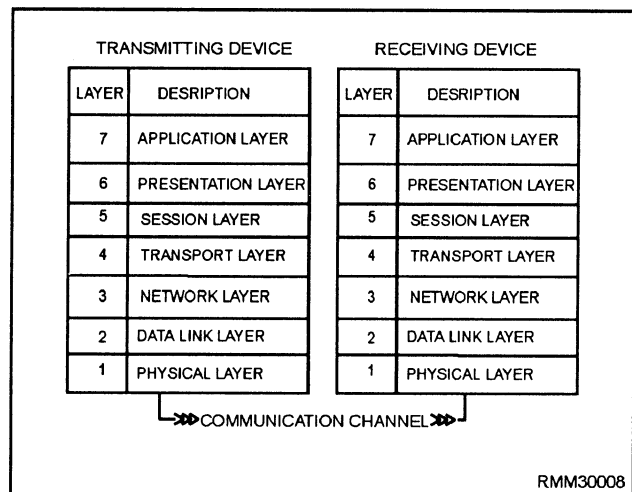 TRANSMITTING DEVICE
LAYER DESRIPTION
7 APPLICATION LAYER
6 PRESENTATION LAYER
5 SESSION LAYER
4 TRANSPORT LAYER
3 NETWORK LAYER
2 DATA LINK LAYER
1 PHYSICAL LAYER
RECEIVING DEVICE
LAYER DESRIPTION
7 APPLICATION LAYER
6 PRESENTATION LAYER
5 SESSION LAYER
4 TRANSPORT LAYER
3 NETWORK LAYER
2 DATA LINK LAYER
1 PHYSICAL LAYER
COMMUNICATION CHANNEL
RMM30008